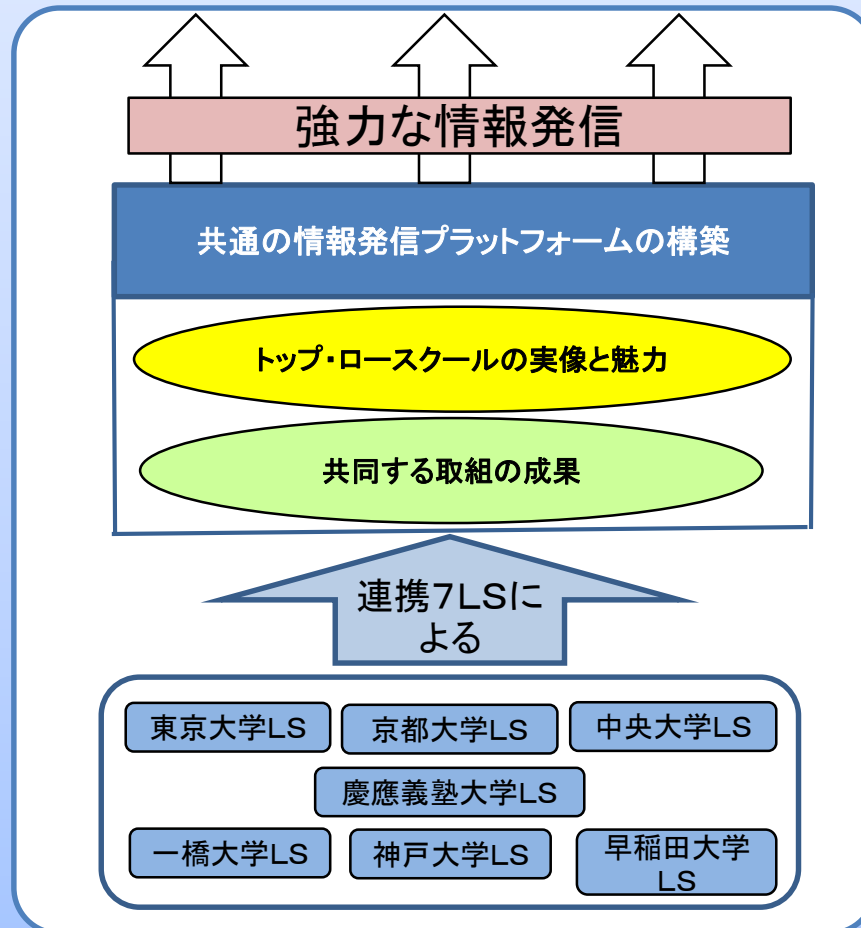 強力な情報発信
共通の情報発信プラットフォームの構築
トップ・ロースクールの実像と魅力
共同する取組の成果
連携7LSに
よる
東京大学LS
京都大学LS
中央大学LS
慶應義塾大学LS
一橋大学LS
神戸大学LS
早稲田大学
LS